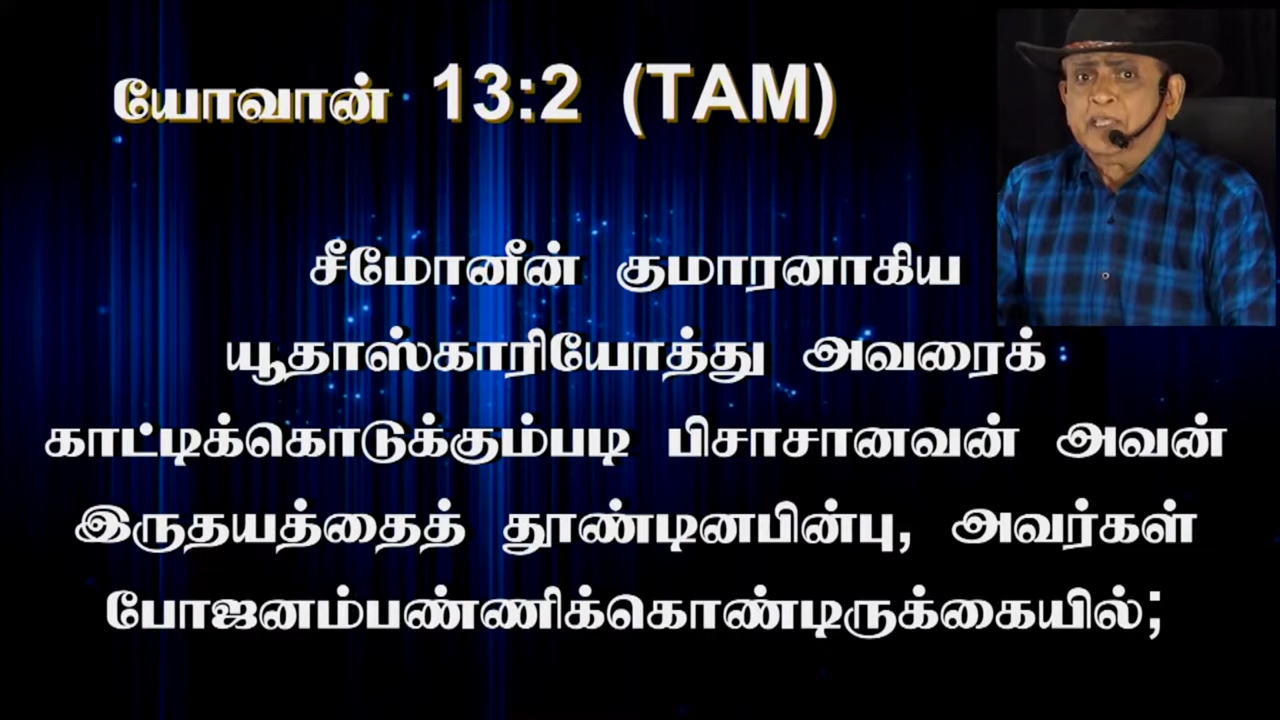 யோவான் 13:2 (TAM)
சீமோனீன் குமாரனாகிய
யூதாஸ்காரியோத்து அவரைக்
காட்டிக்கொடுக்கும்படி பிசாசானவன் அவன்
இருதயத்தைத் தூண்டினபின்பு, அவர்கள்
போஜனம்பண்ணிக்கொண்டிருக்கையில்;